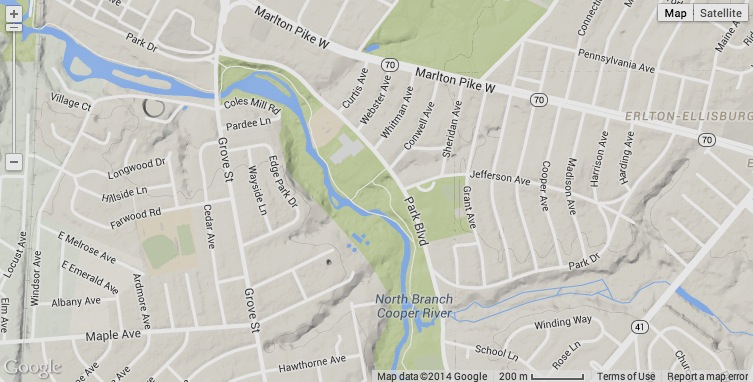 Marlton Pike W
Map
Satellite
Connec
Maine A
Rid
Park Dr
Pennsylvania Ave
70
Marlton Pike W
Curtis Ave
Webster Ave
Whitman Ave
Conwell Ave
Sheridan Ave
Village Ct
Coles Mill Rd
Pardee Ln
70
ERLTON-ELLISBURG
70
Longwood Dr
Hillside Ln
Farwood Rd
Grove St
Wayside Ln
Edge Park Dr
Jefferson Ave
Cooper Ave
Madison Ave
Harrison Ave
Harding Ave
E
Cedar Ave
Park Blvd
Grant Ave
Locust Ave
Windsor Ave
E Melrose Ave
E Emerald Ave
Ardmore Ave
Park Dr
Elm Ave
Albany Ave
Grove St
North Branch
Cooper River
Maple Ave
Winding Way
41
School Ln
Rose Ln
Hawthorne Ave
Google
Map data ©2014 Google
200 m
Terms of Use
Report a map error